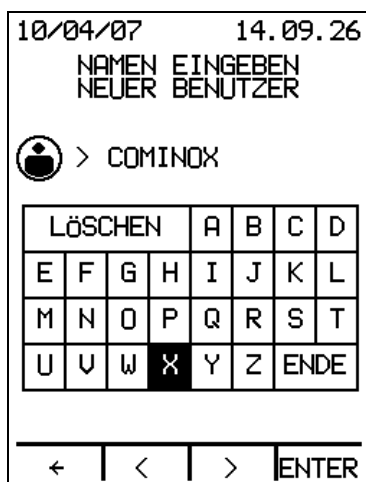 10/04/07 14.09.26
NAMEN EINGEBEN
NEUER BENUTZER
> COMINOX
LÖSCHEN A B C D
E F G H I J K L
M N O P Q R S T
U V W X Y Z ENDE
← < > ENTER